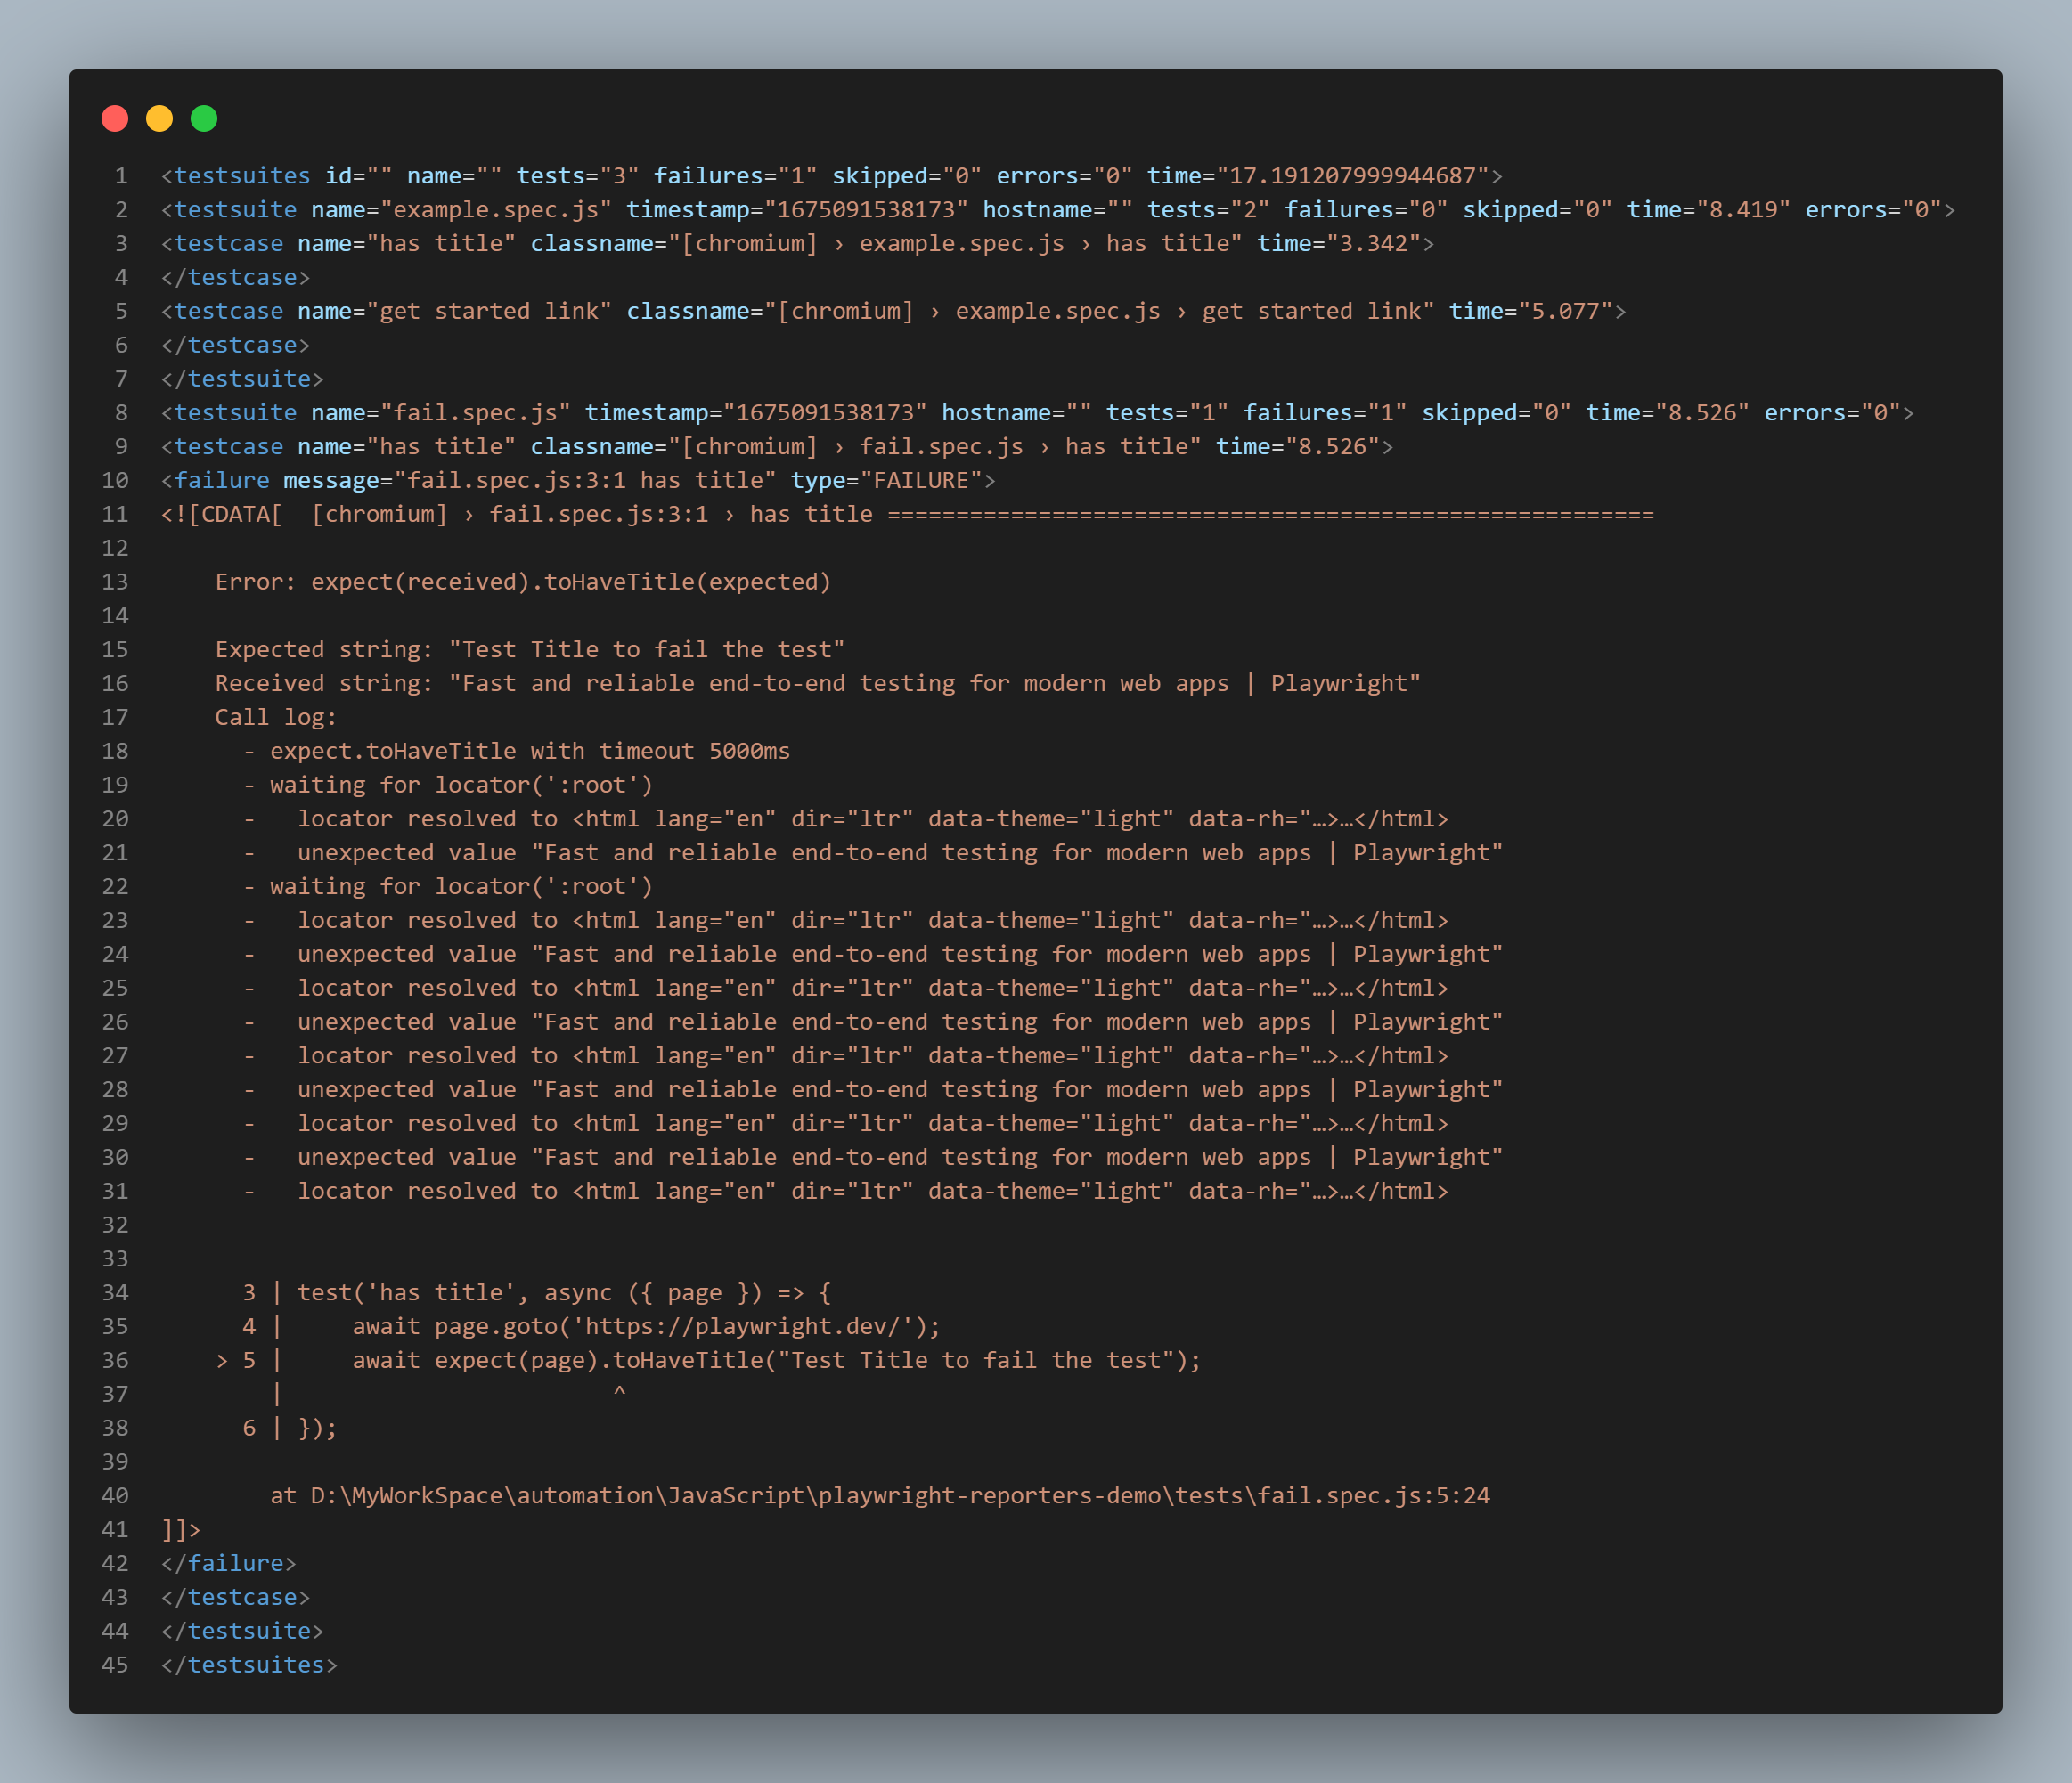 1 <testsuites id="" name="" tests="3" failures="1" skipped="0" errors="0" time="17.191207999944687">
2 <testsuite name="example.spec.js" timestamp="1675091538173" hostname="" tests="2" failures="0" skipped="0" time="8.419" errors="0">
3 <testcase name="has title" classname="[chromium] › example.spec.js › has title" time="3.342">
4 </testcase>
5 <testcase name="get started link" classname="[chromium] › example.spec.js › get started link" time="5.077">
6 </testcase>
7 </testsuite>
8 <testsuite name="fail.spec.js" timestamp="1675091538173" hostname="" tests="1" failures="1" skipped="0" time="8.526" errors="0">
9 <testcase name="has title" classname="[chromium] › fail.spec.js › has title" time="8.526">
10 <failure message="fail.spec.js:3:1 has title" type="FAILURE">
11 <![CDATA[  [chromium] › fail.spec.js:3:1 › has title ========================================================
12
13     Error: expect(received).toHaveTitle(expected)
14
15     Expected string: "Test Title to fail the test"
16     Received string: "Fast and reliable end-to-end testing for modern web apps | Playwright"
17     Call log:
18       - expect.toHaveTitle with timeout 5000ms
19       - waiting for locator(':root')
20       -   locator resolved to <html lang="en" dir="ltr" data-theme="light" data-rh="…>…</html>
21       -   unexpected value "Fast and reliable end-to-end testing for modern web apps | Playwright"
22       - waiting for locator(':root')
23       -   locator resolved to <html lang="en" dir="ltr" data-theme="light" data-rh="…>…</html>
24       -   unexpected value "Fast and reliable end-to-end testing for modern web apps | Playwright"
25       -   locator resolved to <html lang="en" dir="ltr" data-theme="light" data-rh="…>…</html>
26       -   unexpected value "Fast and reliable end-to-end testing for modern web apps | Playwright"
27       -   locator resolved to <html lang="en" dir="ltr" data-theme="light" data-rh="…>…</html>
28       -   unexpected value "Fast and reliable end-to-end testing for modern web apps | Playwright"
29       -   locator resolved to <html lang="en" dir="ltr" data-theme="light" data-rh="…>…</html>
30       -   unexpected value "Fast and reliable end-to-end testing for modern web apps | Playwright"
31       -   locator resolved to <html lang="en" dir="ltr" data-theme="light" data-rh="…>…</html>
32
33
34       3 | test('has title', async ({ page }) => {
35       4 |     await page.goto('https://playwright.dev/');
36     > 5 |     await expect(page).toHaveTitle("Test Title to fail the test");
37         |                        ^
38       6 | });
39
40         at D:\MyWorkSpace\automation\JavaScript\playwright-reporters-demo\tests\fail.spec.js:5:24
41 ]]>
42 </failure>
43 </testcase>
44 </testsuite>
45 </testsuites>